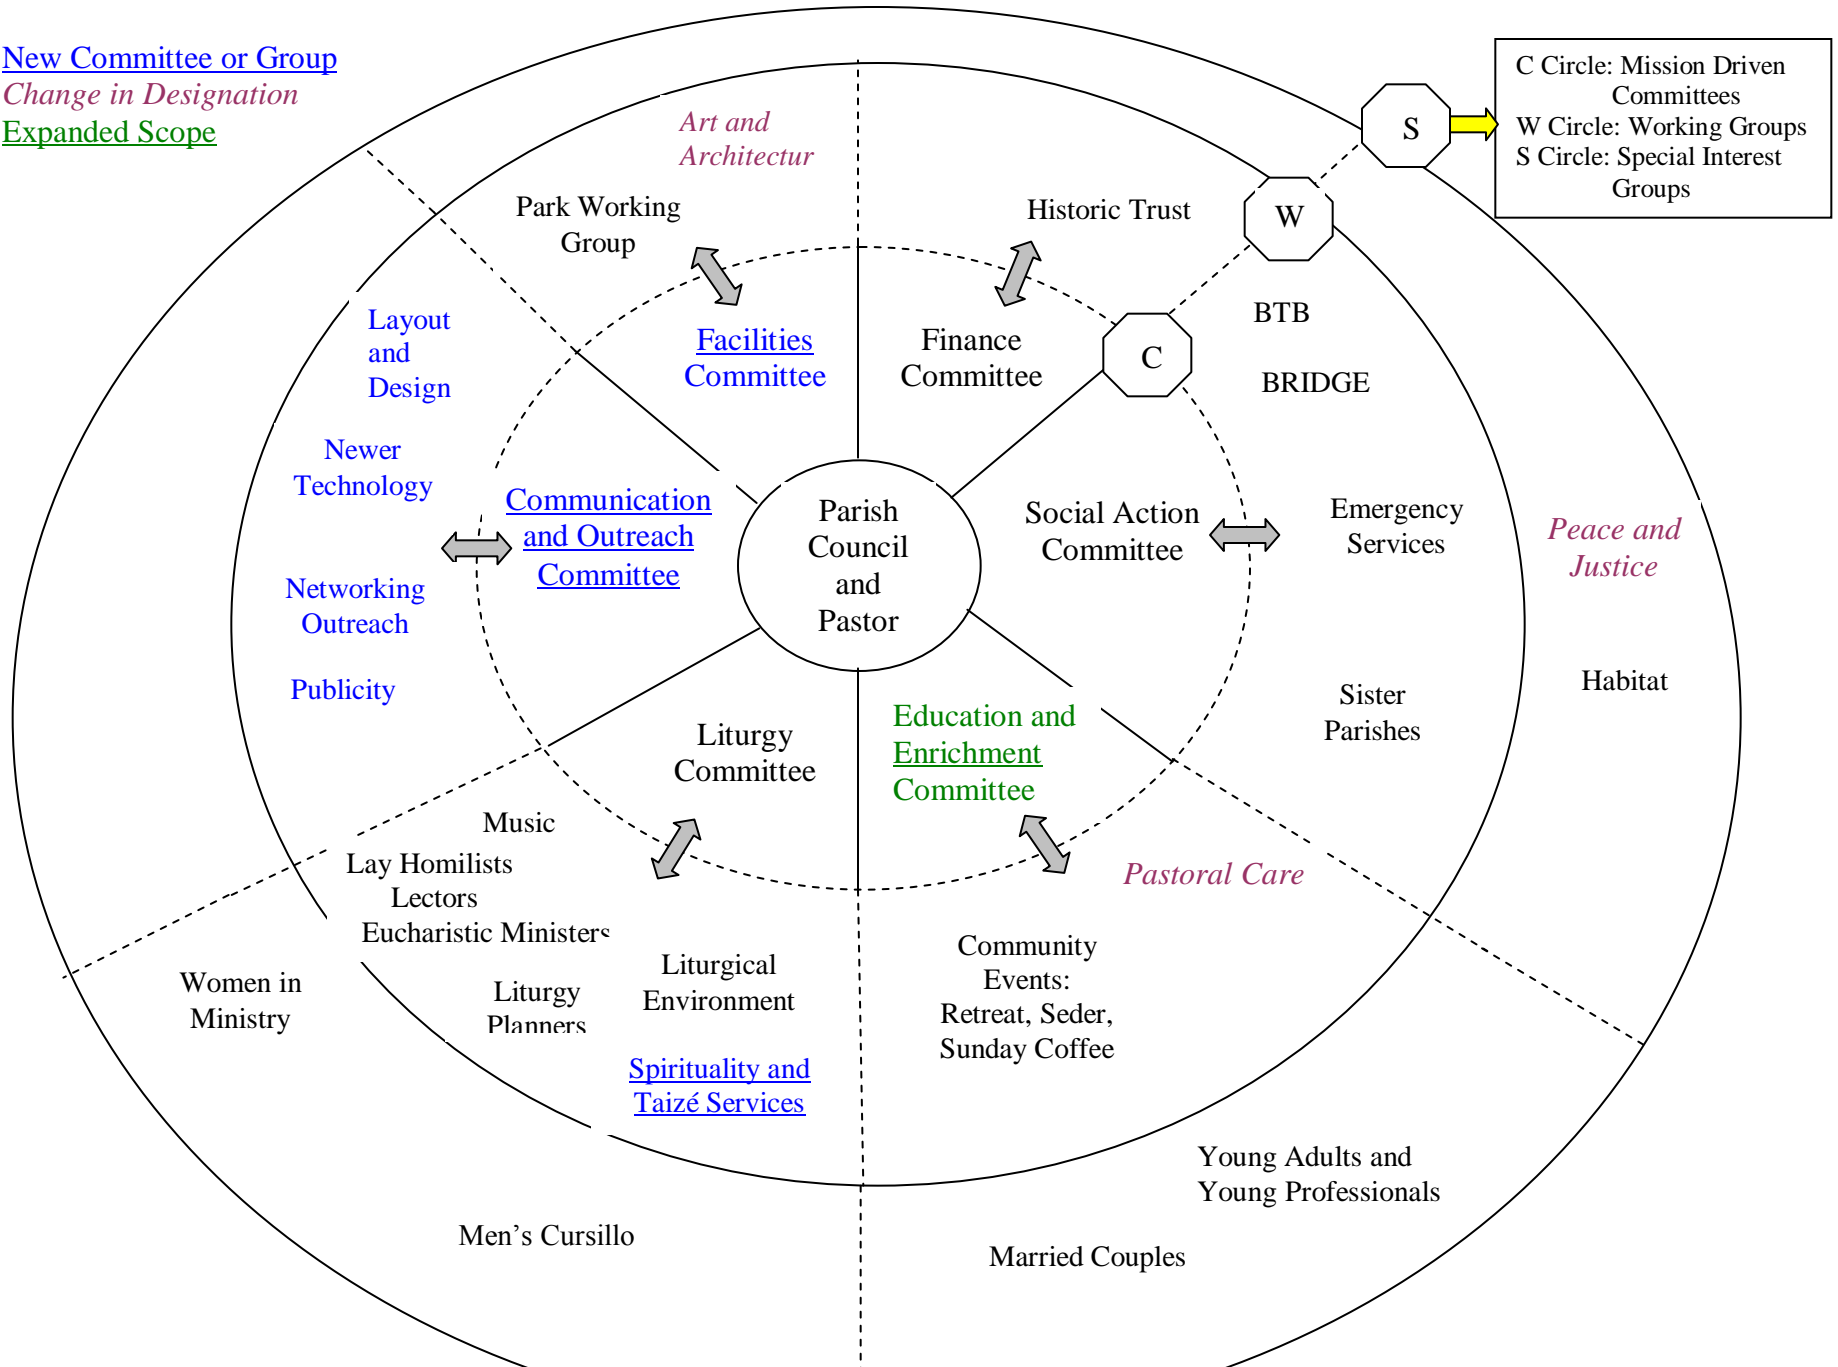 New Committee or Group
Change in Designation
Expanded Scope
C Circle: Mission Driven
Committees
W Circle: Working Groups
S Circle: Special Interest
Groups
S
W
C
Art and
Architectur
Park Working
Group
Historic Trust
Facilities
Committee
Finance
Committee
BTB
BRIDGE
Layout
and
Design
Newer
Technology
Networking
Outreach
Publicity
Communication
and Outreach
Committee
Parish
Council
and
Pastor
Social Action
Committee
Emergency
Services
Sister
Parishes
Peace and
Justice
Habitat
Liturgy
Committee
Education and
Enrichment
Committee
Music
Lay Homilists
Lectors
Eucharistic Ministers
Liturgy
Planners
Liturgical
Environment
Spirituality and
Taizé Services
Pastoral Care
Community
Events:
Retreat, Seder,
Sunday Coffee
Women in
Ministry
Men’s Cursillo
Young Adults and
Young Professionals
Married Couples